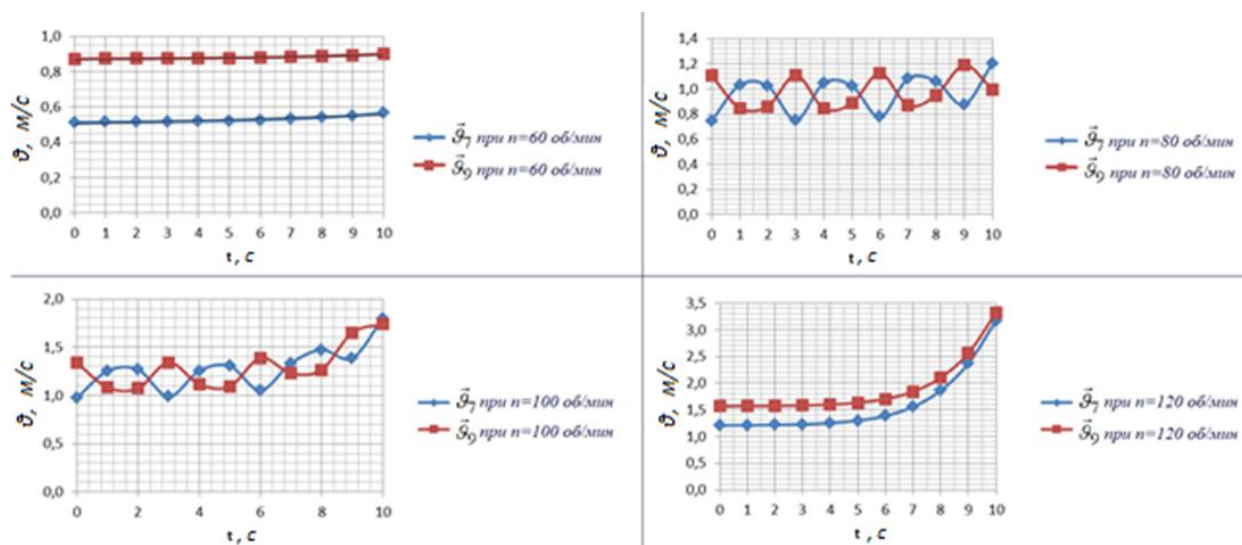 ϑ, м/с
1,0
0,8
0,6
0,4
0,2
0,0
0 1 2 3 4 5 6 7 8 9 10
t, с
ϑ⃗7 при n=60 об/мин
ϑ⃗9 при n=60 об/мин
ϑ, м/с
1,4
1,2
1,0
0,8
0,6
0,4
0,2
0,0
0 1 2 3 4 5 6 7 8 9 10
t, с
ϑ⃗7 при n=80 об/мин
ϑ⃗9 при n=80 об/мин
ϑ, м/с
2,0
1,5
1,0
0,5
0,0
0 2 4 6 8 10
t, с
ϑ⃗7 при n=100 об/мин
ϑ⃗9 при n=100 об/мин
ϑ, м/с
3,5
3,0
2,5
2,0
1,5
1,0
0,5
0,0
0 1 2 3 4 5 6 7 8 9 10
t, с
ϑ⃗7 при n=120 об/мин
ϑ⃗9 при n=120 об/мин